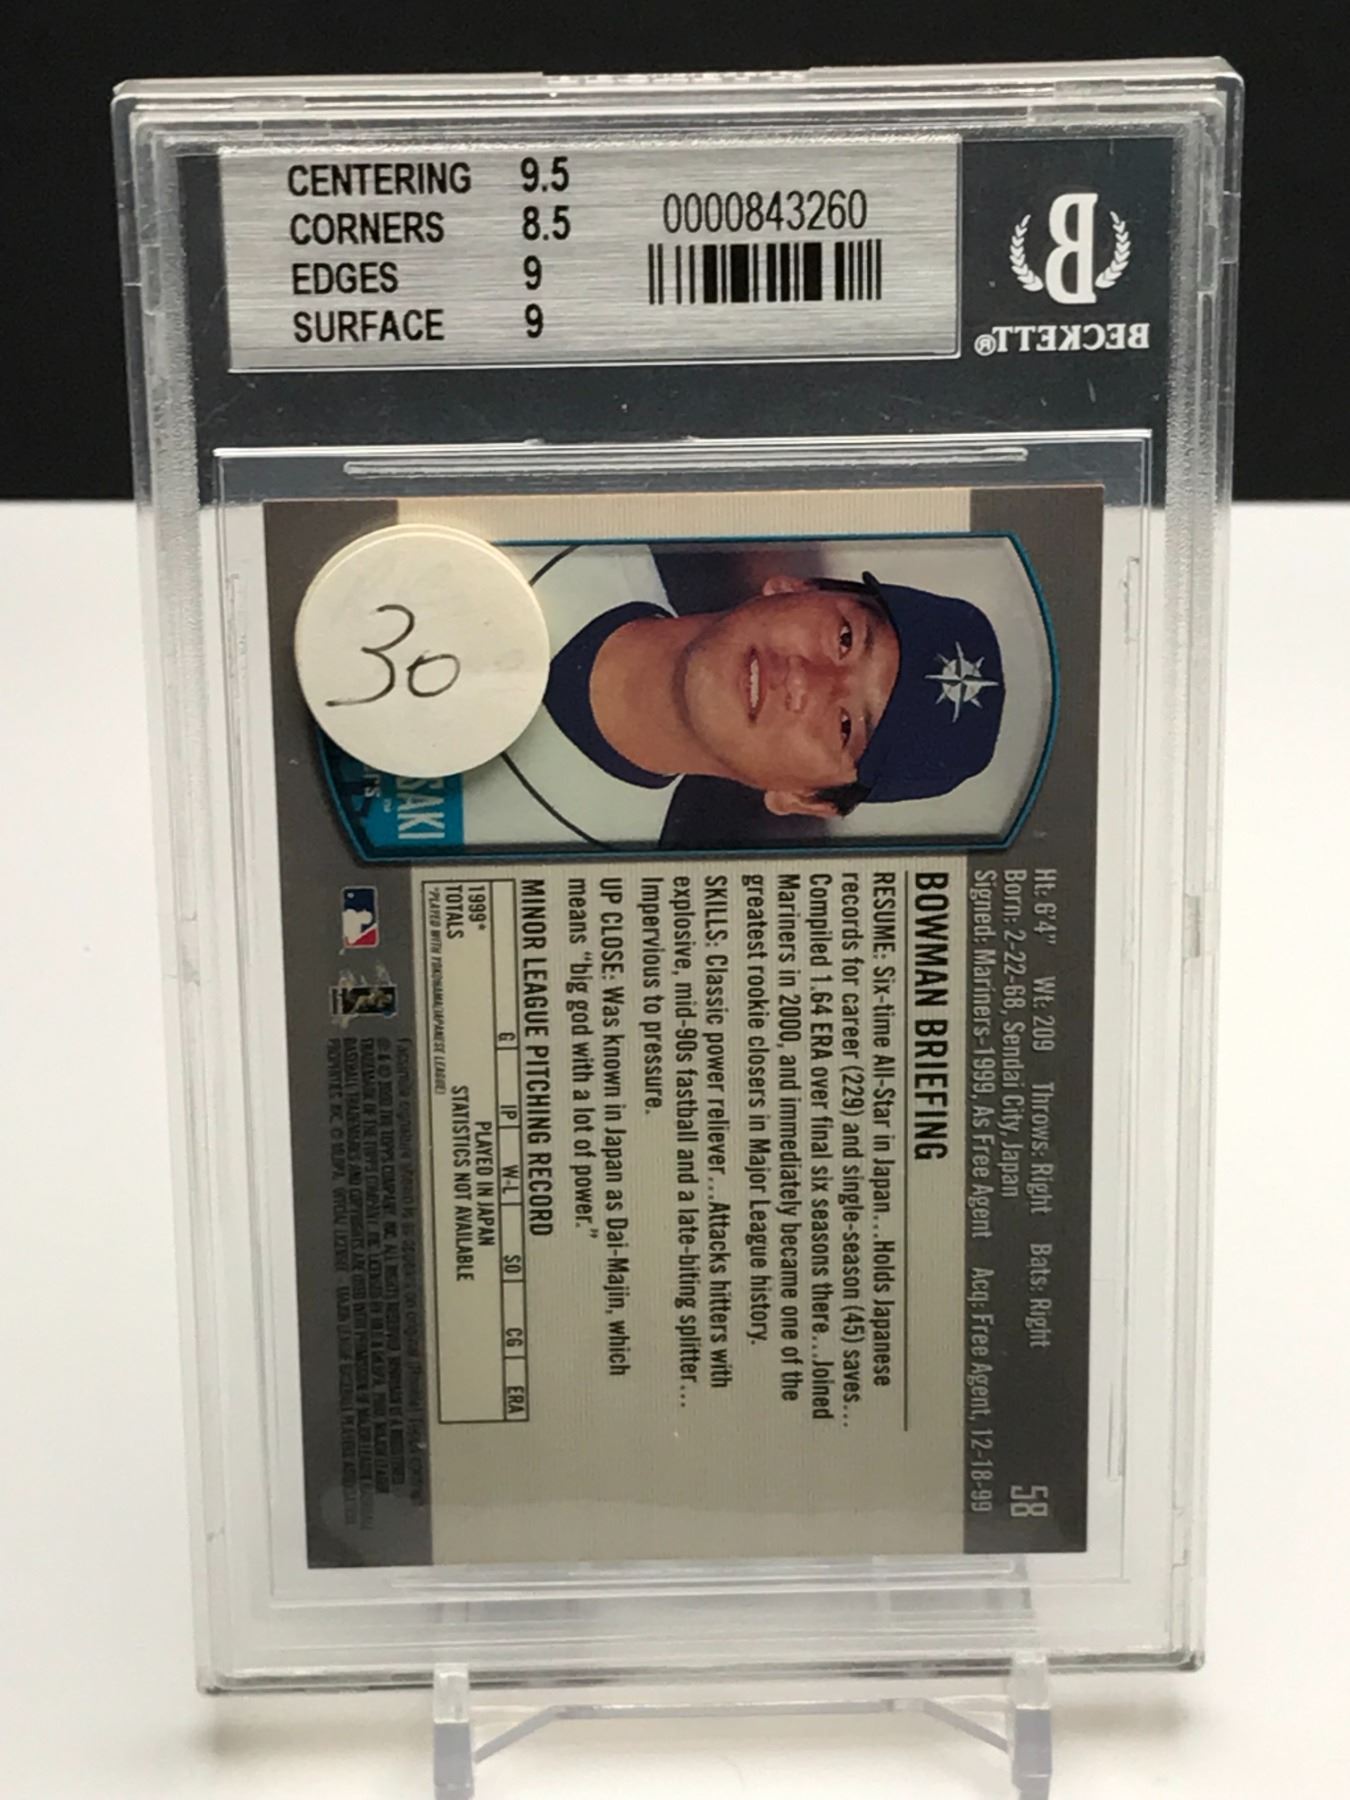 CENTERING 9.5
CORNERS 8.5
EDGES 9
SURFACE 9
0000843260
BECKETT®
30
SAKI
58
Ht: 6'4" Wt: 209 Throws: Right Bats: Right
Born: 2-22-68, Sendai City, Japan
Signed: Mariners-1999, As Free Agent Acq: Free Agent, 12-18-99
BOWMAN BRIEFING
RESUME: Six-time All-Star in Japan...Holds Japanese
records for career (229) and single-season (45) saves...
Compiled 1.64 ERA over final six seasons there...Joined
Mariners in 2000, and immediately became one of the
greatest rookie closers in Major League history.
SKILLS: Classic power reliever...Attacks hitters with
explosive, mid-90s fastball and a late-biting splitter...
Impervious to pressure.
UP CLOSE: Was known in Japan as Dai-Majin, which
means "big god with a lot of power."
MINOR LEAGUE PITCHING RECORD
G IP W-L SO CG ERA
1999* PLAYED IN JAPAN
TOTALS STATISTICS NOT AVAILABLE
*PLAYED WITH YOKOHAMA (JAPANESE LEAGUE)